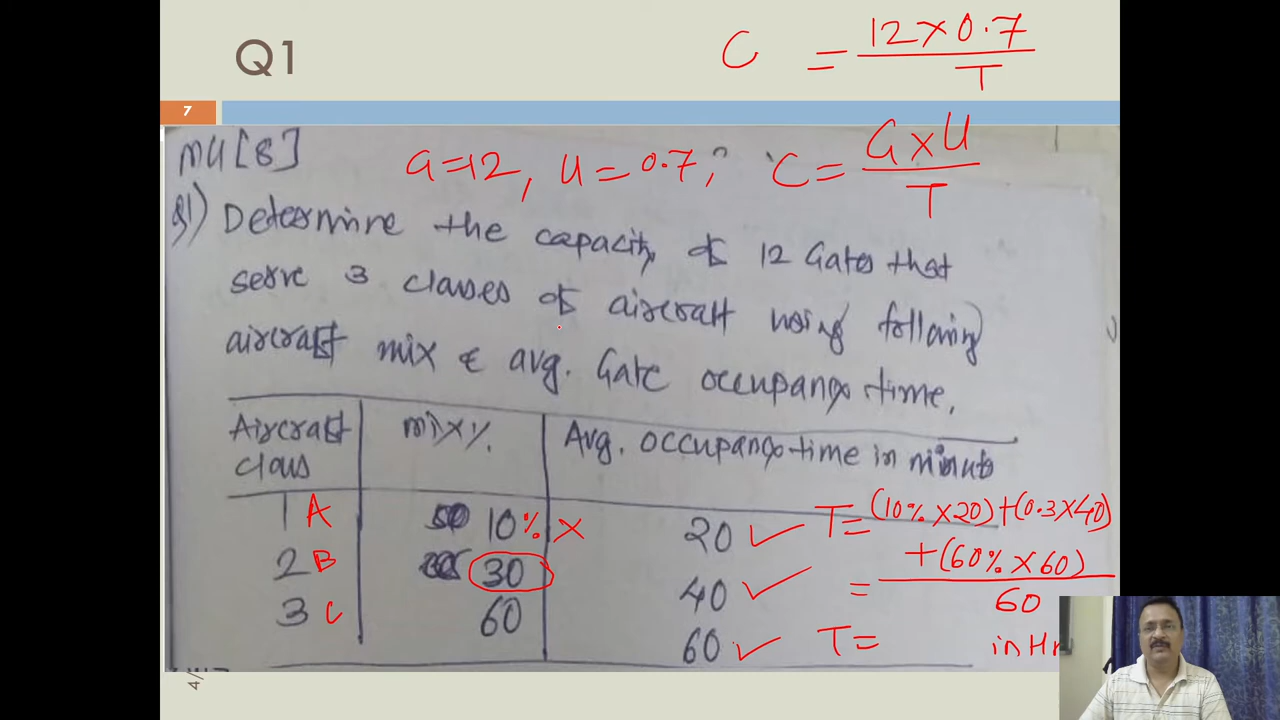 Q1
C = 12 × 0.7
T
7
MU[8]
G=12, U=0.7, C= G×U
T
Q1) Determine the capacity of 12 Gates that
serve 3 classes of aircraft using following
aircraft mix & avg. Gate occupancy time.
Aircraft class
mix %
Avg. occupancy time in minute
1 A
10% ×
20 ✓
T= (10% × 20) + (0.3 × 40)
2 B
30
40 ✓
+ (60% × 60)
=
60
3 C
60
60 ✓
T=
in Hr
4/